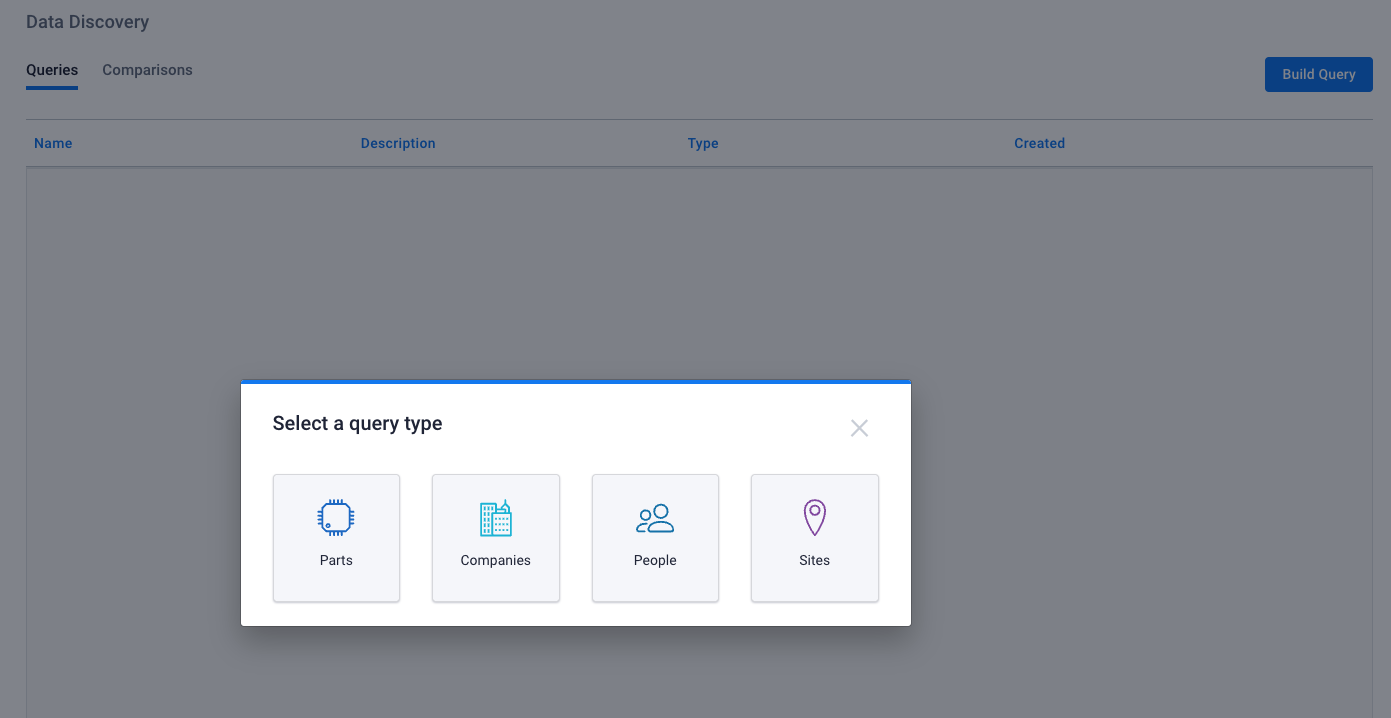 Data Discovery
Queries Comparisons
Build Query
Name Description Type Created
Select a query type
Parts Companies People Sites